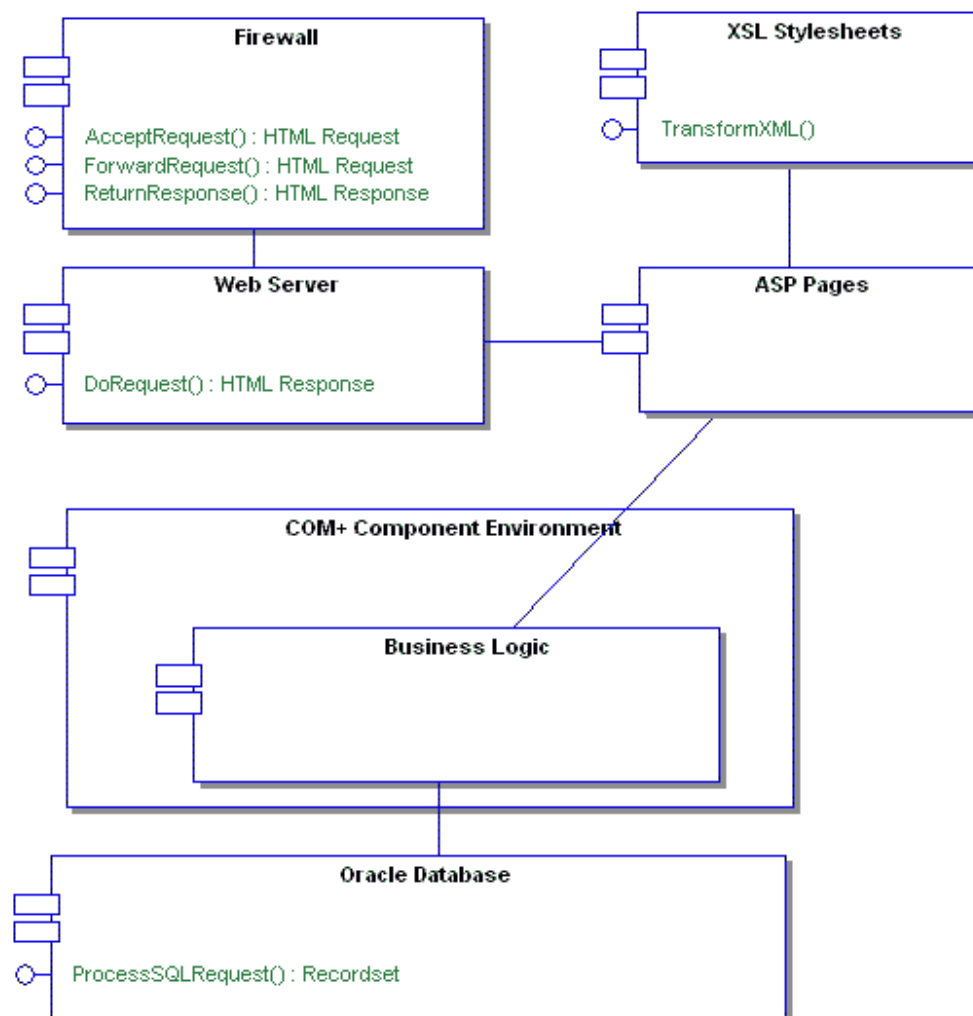 Firewall
AcceptRequest() : HTML Request
ForwardRequest() : HTML Request
ReturnResponse() : HTML Response
XSL Stylesheets
TransformXML()
Web Server
DoRequest() : HTML Response
ASP Pages
COM+ Component Environment
Business Logic
Oracle Database
ProcessSQLRequest() : Recordset